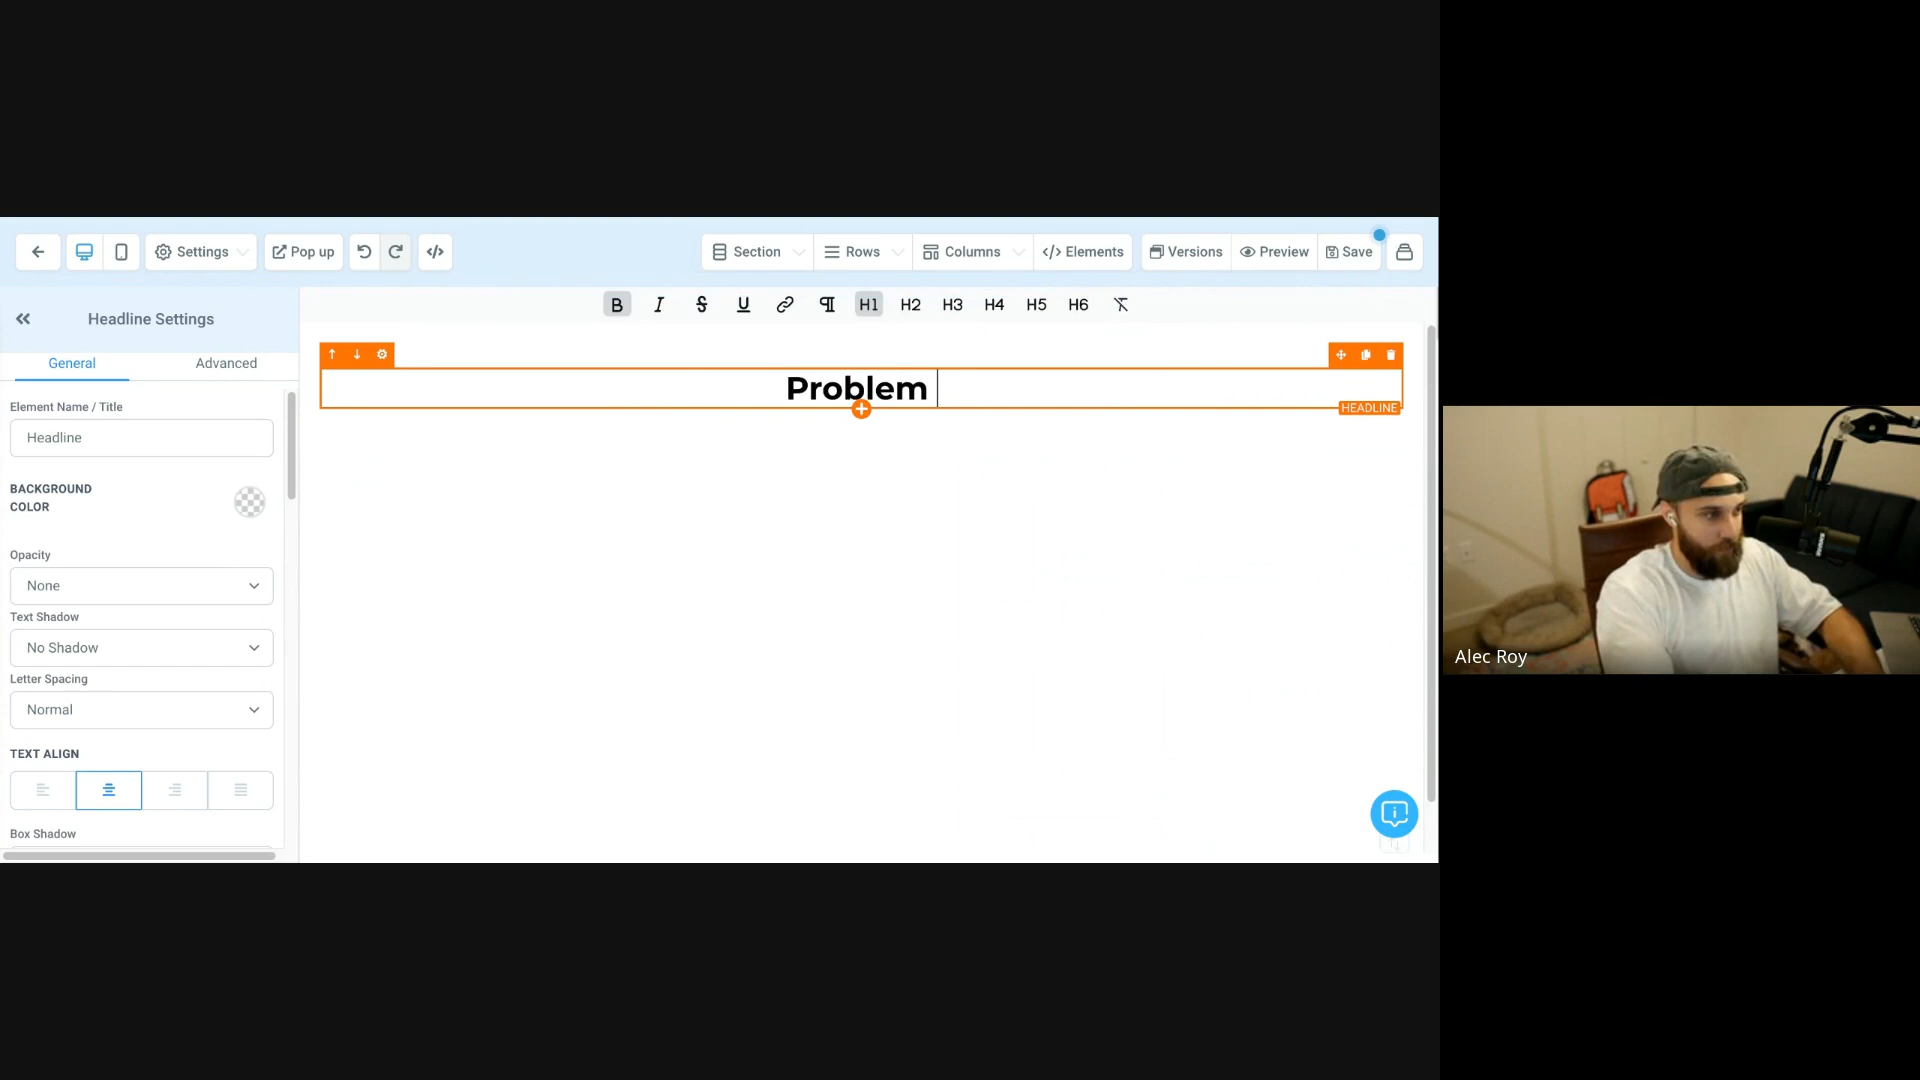 Settings
Pop up
Section
Rows
Columns
</> Elements
Versions
Preview
Save
Headline Settings
B I S U H1 H2 H3 H4 H5 H6
General
Advanced
Problem
HEADLINE
Element Name / Title
Headline
BACKGROUND
COLOR
Opacity
None
Text Shadow
No Shadow
Letter Spacing
Normal
TEXT ALIGN
Box Shadow
Alec Roy